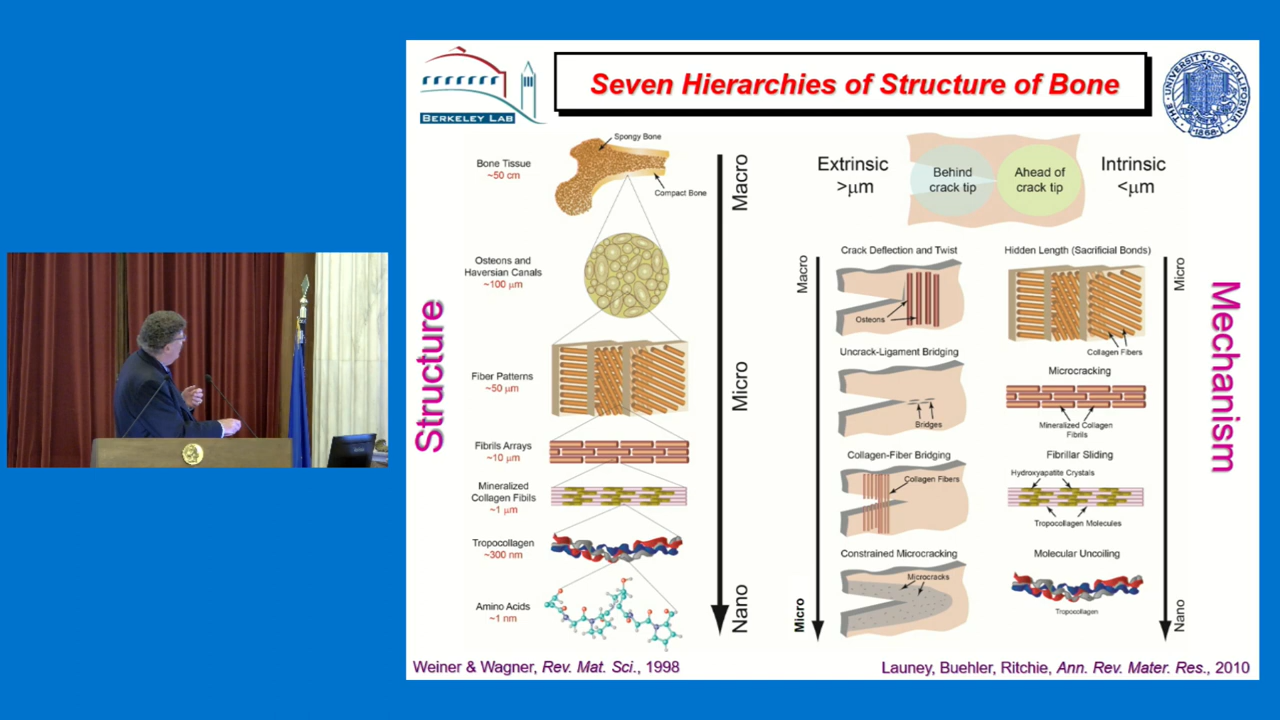 Seven Hierarchies of Structure of Bone
BERKELEY LAB
THE UNIVERSITY OF CALIFORNIA
1868
Structure
Bone Tissue
~50 cm
Spongy Bone
Compact Bone
Osteons and
Haversian Canals
~100 μm
Fiber Patterns
~50 μm
Fibrils Arrays
~10 μm
Mineralized
Collagen Fibils
~1 μm
Tropocollagen
~300 nm
Amino Acids
~1 nm
Macro
Micro
Nano
Extrinsic
>μm
Behind
crack tip
Ahead of
crack tip
Intrinsic
<μm
Macro
Micro
Crack Deflection and Twist
Osteons
Uncrack-Ligament Bridging
Bridges
Collagen-Fiber Bridging
Collagen Fibers
Constrained Microcracking
Microcracks
Hidden Length (Sacrificial Bonds)
Collagen Fibers
Microcracking
Mineralized Collagen
Fibrils
Fibrillar Sliding
Hydroxyapatite Crystals
Tropocollagen Molecules
Molecular Uncoiling
Tropocollagen
Micro
Nano
Mechanism
Weiner & Wagner, Rev. Mat. Sci., 1998
Launey, Buehler, Ritchie, Ann. Rev. Mater. Res., 2010